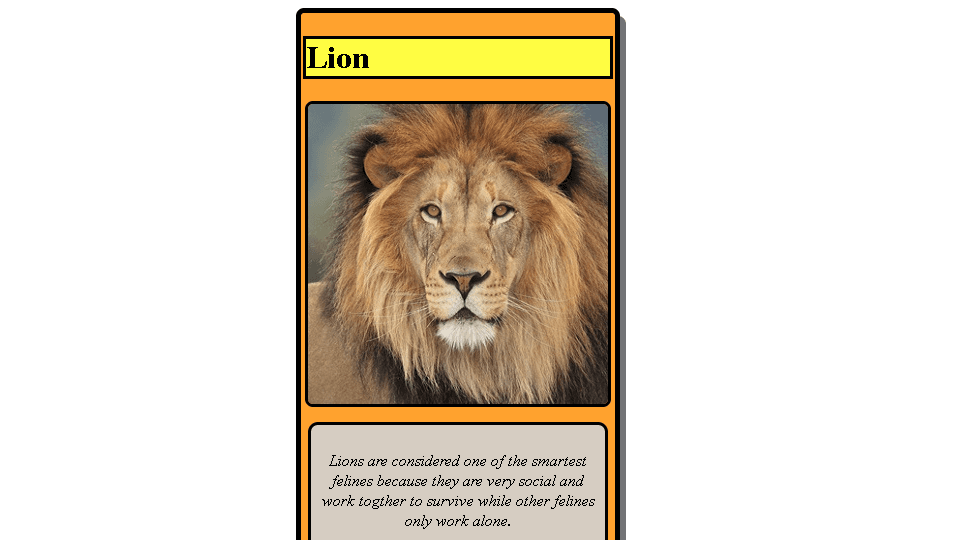 Lion
Lions are considered one of the smartest
felines because they are very social and
work togther to survive while other felines
only work alone.